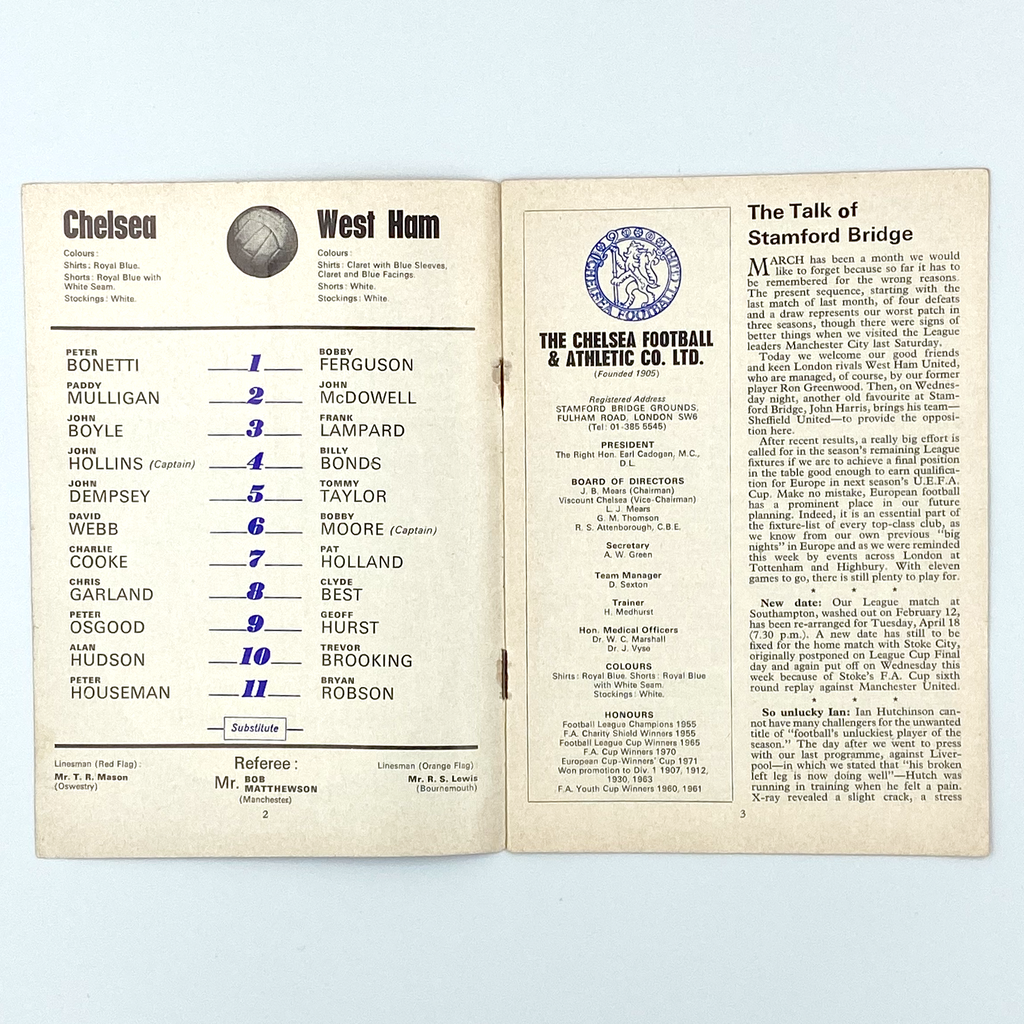 Chelsea
Colours:
Shirts: Royal Blue.
Shorts: Royal Blue with
White Seam.
Stockings: White.
West Ham
Colours:
Shirts: Claret with Blue Sleeves,
Claret and Blue Facings.
Shorts: White.
Stockings: White.
PETER BONETTI 1 BOBBY FERGUSON
PADDY MULLIGAN 2 JOHN McDOWELL
JOHN BOYLE 3 FRANK LAMPARD
JOHN HOLLINS (Captain) 4 BILLY BONDS
JOHN DEMPSEY 5 TOMMY TAYLOR
DAVID WEBB 6 BOBBY MOORE (Captain)
CHARLIE COOKE 7 PAT HOLLAND
CHRIS GARLAND 8 CLYDE BEST
PETER OSGOOD 9 GEOFF HURST
ALAN HUDSON 10 TREVOR BROOKING
PETER HOUSEMAN 11 BRYAN ROBSON
Substitute
Linesman (Red Flag):
Mr. T. R. Mason
(Oswestry)
Referee:
Mr. BOB MATTHEWSON
(Manchester)
Linesman (Orange Flag):
Mr. R. S. Lewis
(Bournemouth)
2
CHELSEA FOOTBALL CLUB
THE CHELSEA FOOTBALL
& ATHLETIC CO. LTD.
(Founded 1905)
Registered Address
STAMFORD BRIDGE GROUNDS,
FULHAM ROAD, LONDON SW6
(Tel: 01-385 5545)
PRESIDENT
The Right Hon. Earl Cadogan, M.C.,
D.L.
BOARD OF DIRECTORS
J. B. Mears (Chairman)
Viscount Chelsea (Vice-Chairman)
L. J. Mears
G. M. Thomson
R. S. Attenborough, C.B.E.
Secretary
A. W. Green
Team Manager
D. Sexton
Trainer
H. Medhurst
Hon. Medical Officers
Dr. W. C. Marshall
Dr. J. Vyse
COLOURS
Shirts: Royal Blue. Shorts: Royal Blue
with White Seam.
Stockings: White.
HONOURS
Football League Champions 1955
F.A. Charity Shield Winners 1955
Football League Cup Winners 1965
F.A. Cup Winners 1970
European Cup-Winners' Cup 1971
Won promotion to Div. 1 1907, 1912,
1930, 1963
F.A. Youth Cup Winners 1960, 1961
The Talk of
Stamford Bridge
MARCH has been a month we would
like to forget because so far it has to
be remembered for the wrong reasons.
The present sequence, starting with the
last match of last month, of four defeats
and a draw represents our worst patch in
three seasons, though there were signs of
better things when we visited the League
leaders Manchester City last Saturday.
Today we welcome our good friends
and keen London rivals West Ham United,
who are managed, of course, by our former
player Ron Greenwood. Then, on Wednes-
day night, another old favourite at Stam-
ford Bridge, John Harris, brings his team—
Sheffield United—to provide the opposi-
tion here.
After recent results, a really big effort is
called for in the season's remaining League
fixtures if we are to achieve a final position
in the table good enough to earn qualifica-
tion for Europe in next season's U.E.F.A.
Cup. Make no mistake, European football
has a prominent place in our future
planning. Indeed, it is an essential part of
the fixture-list of every top-class club, as
we know from our own previous "big
nights" in Europe and as we were reminded
this week by events across London at
Tottenham and Highbury. With eleven
games to go, there is still plenty to play for.
* * *
New date: Our League match at
Southampton, washed out on February 12,
has been re-arranged for Tuesday, April 18
(7.30 p.m.). A new date has still to be
fixed for the home match with Stoke City,
originally postponed on League Cup Final
day and again put off on Wednesday this
week because of Stoke's F.A. Cup sixth
round replay against Manchester United.
* * *
So unlucky Ian: Ian Hutchinson can-
not have many challengers for the unwanted
title of "football's unluckiest player of the
season." The day after we went to press
with our last programme, against Liver-
pool—in which we stated that "his broken
left leg is now doing well"—Hutch was
running in training when he felt a pain.
X-ray revealed a slight crack, a stress
3